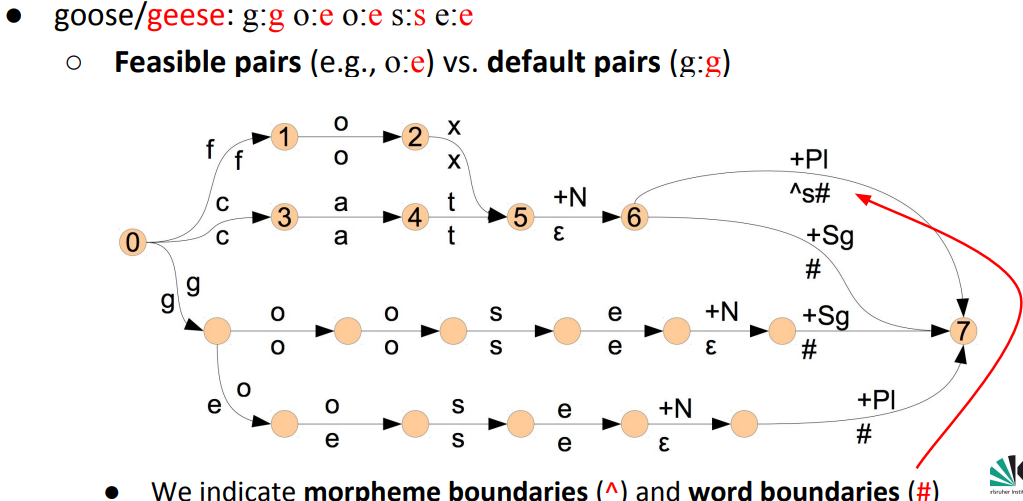 ● goose/geese: g:g o:e o:e s:s e:e
○ Feasible pairs (e.g., o:e) vs. default pairs (g:g)
f f 1 o o 2 x x
c c 3 a a 4 t t 5 +N ε 6
+Pl ^s#
+Sg #
0
g g o o o o s s e e +N ε +Sg # 7
e o o e s s e e +N ε +Pl #
● We indicate morpheme boundaries (^) and word boundaries (#)